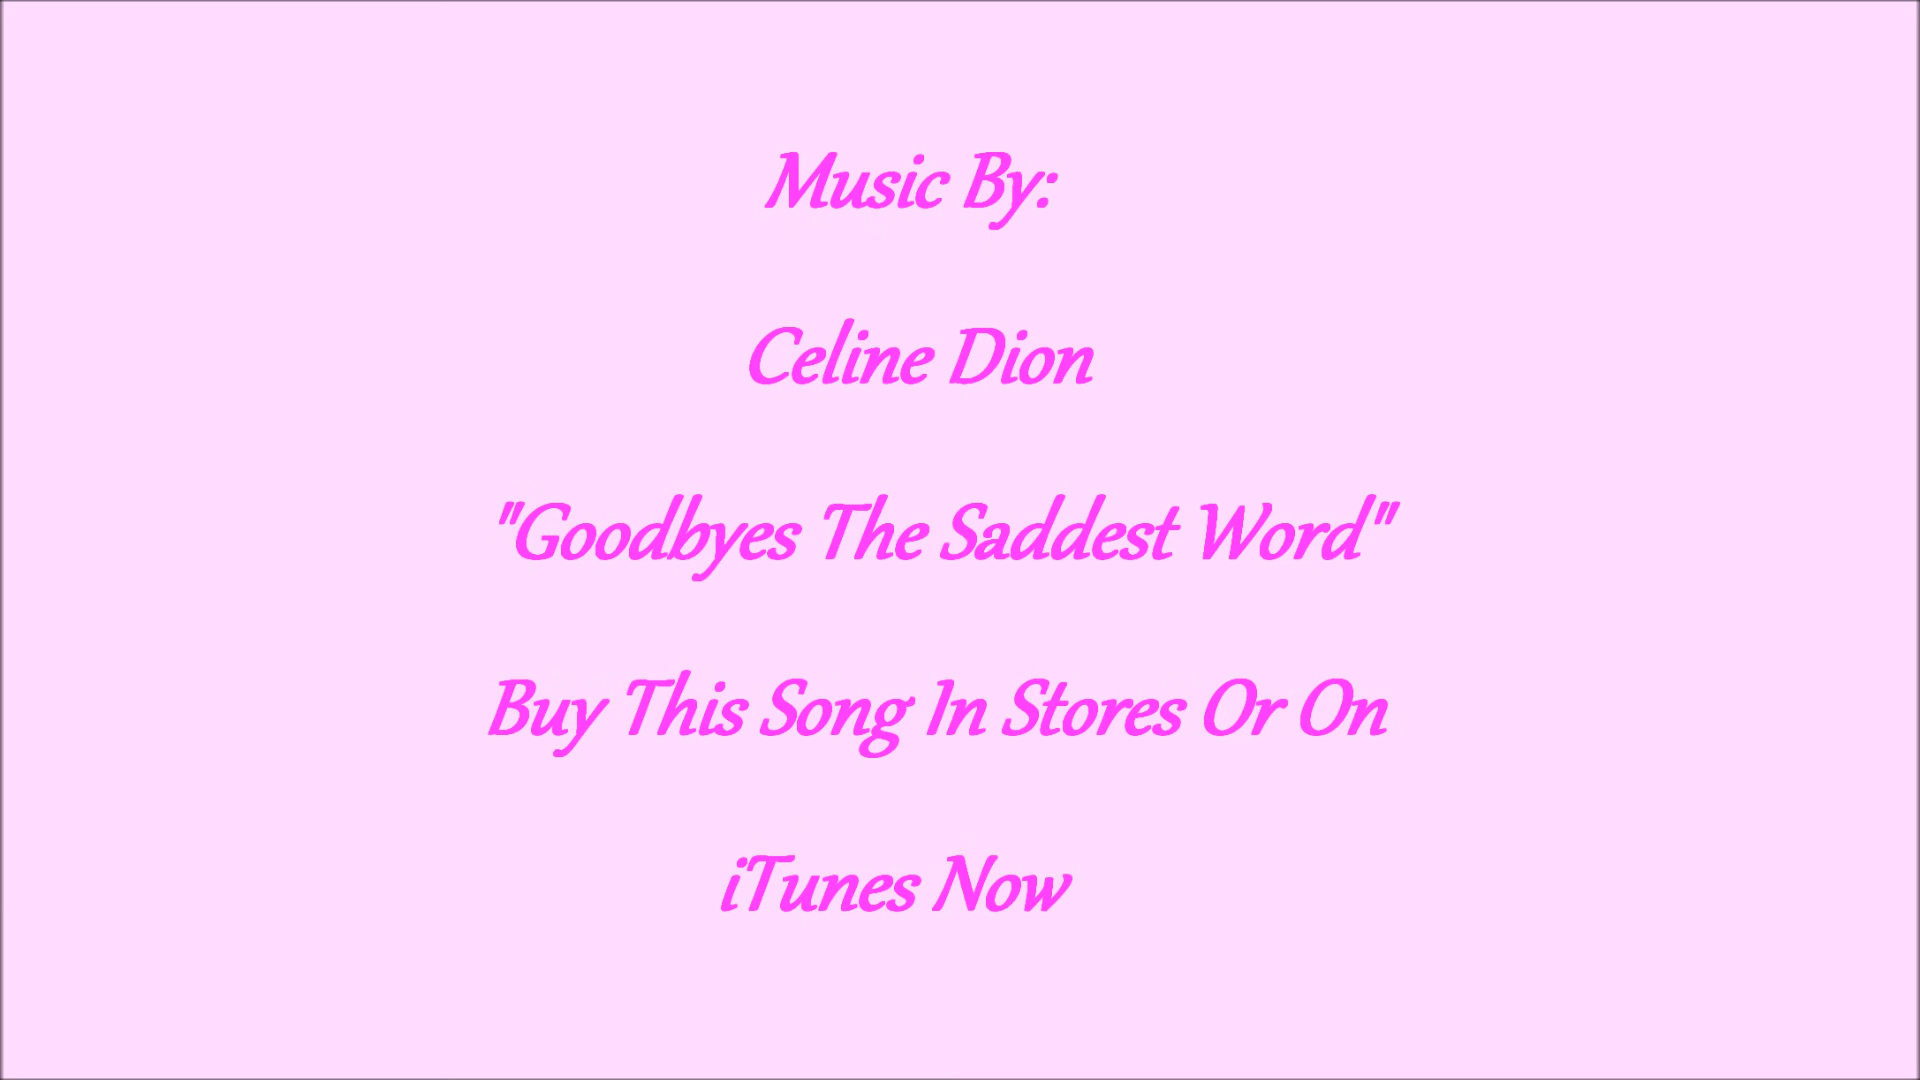 Music By:
Celine Dion
"Goodbyes The Saddest Word"
Buy This Song In Stores Or On
iTunes Now